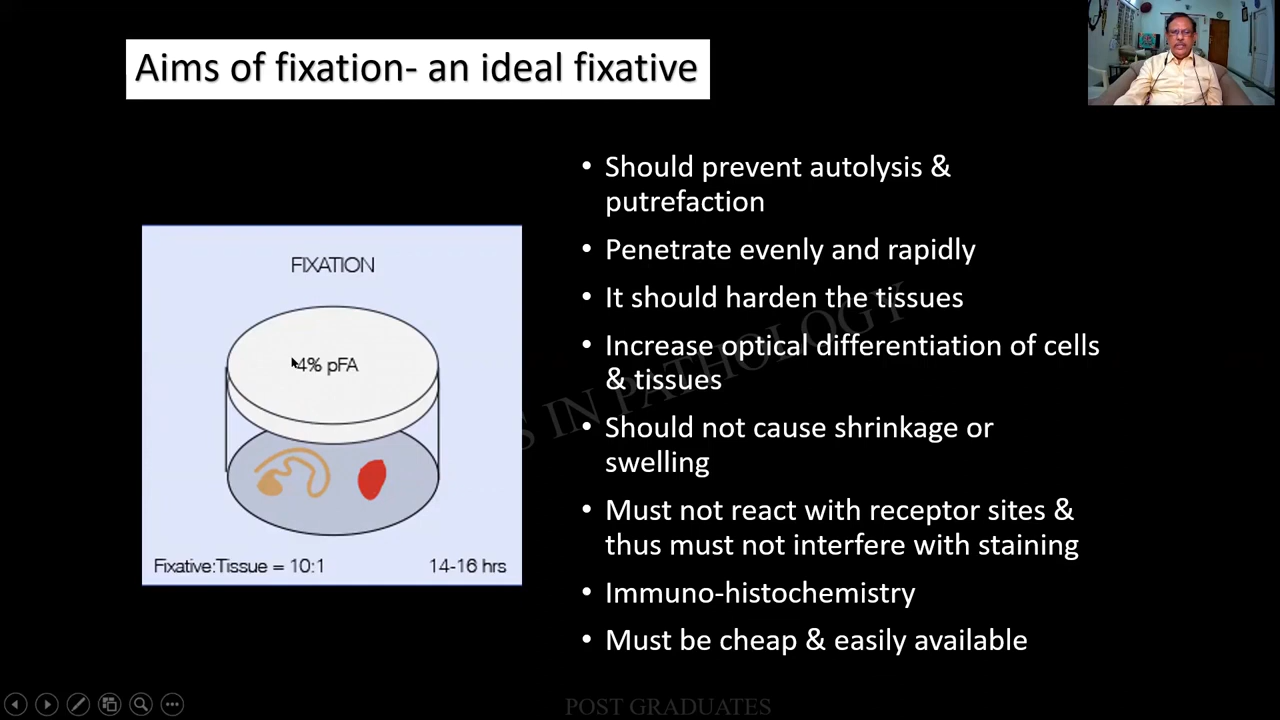 Aims of fixation- an ideal fixative
FIXATION
4% pFA
Fixative:Tissue = 10:1
14-16 hrs
• Should prevent autolysis &
putrefaction
• Penetrate evenly and rapidly
• It should harden the tissues
• Increase optical differentiation of cells
& tissues
• Should not cause shrinkage or
swelling
• Must not react with receptor sites &
thus must not interfere with staining
• Immuno-histochemistry
• Must be cheap & easily available
S IN PATHOLOGY
POST GRADUATES